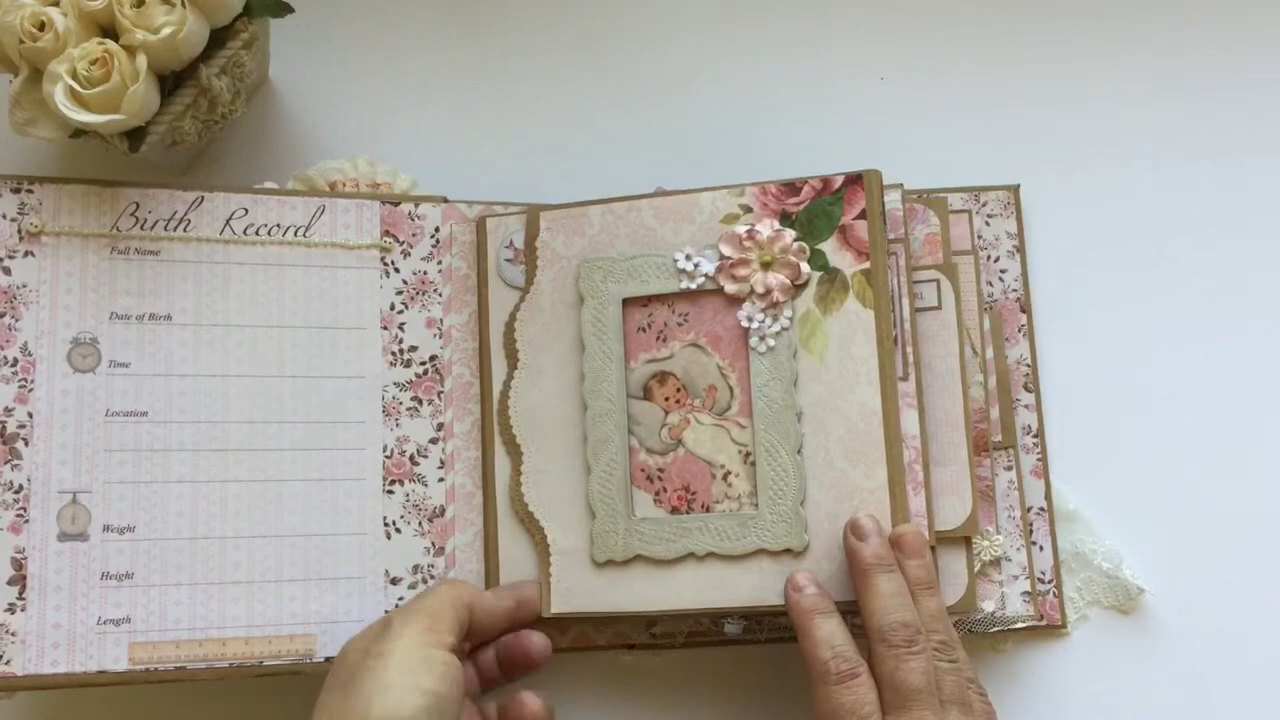 Birth Record
Full Name
Date of Birth
Time
Location
Weight
Height
Length